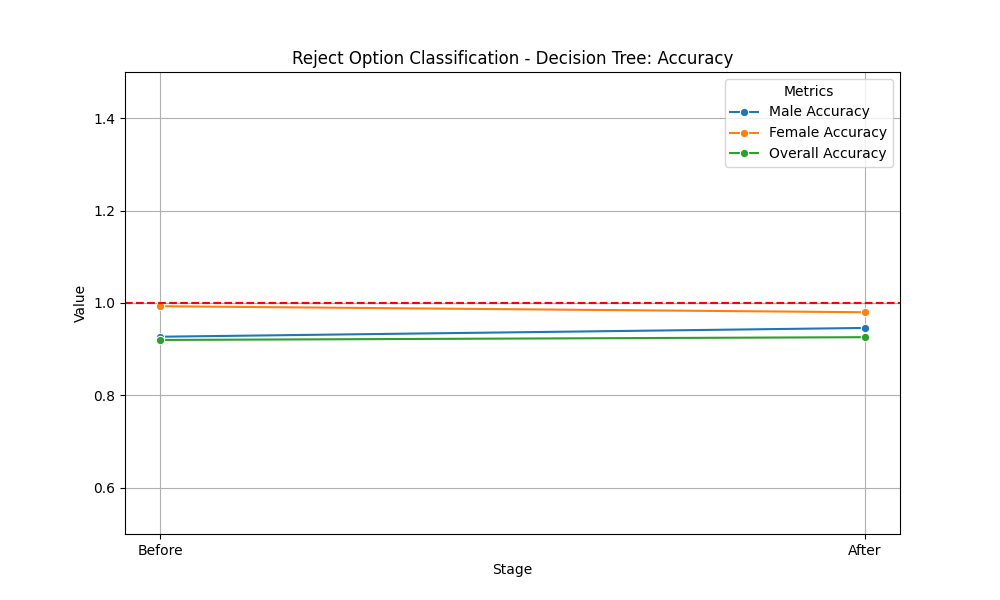 Reject Option Classification - Decision Tree: Accuracy
Metrics
Male Accuracy
Female Accuracy
Overall Accuracy
1.4
1.2
1.0
0.8
0.6
Value
Before
After
Stage